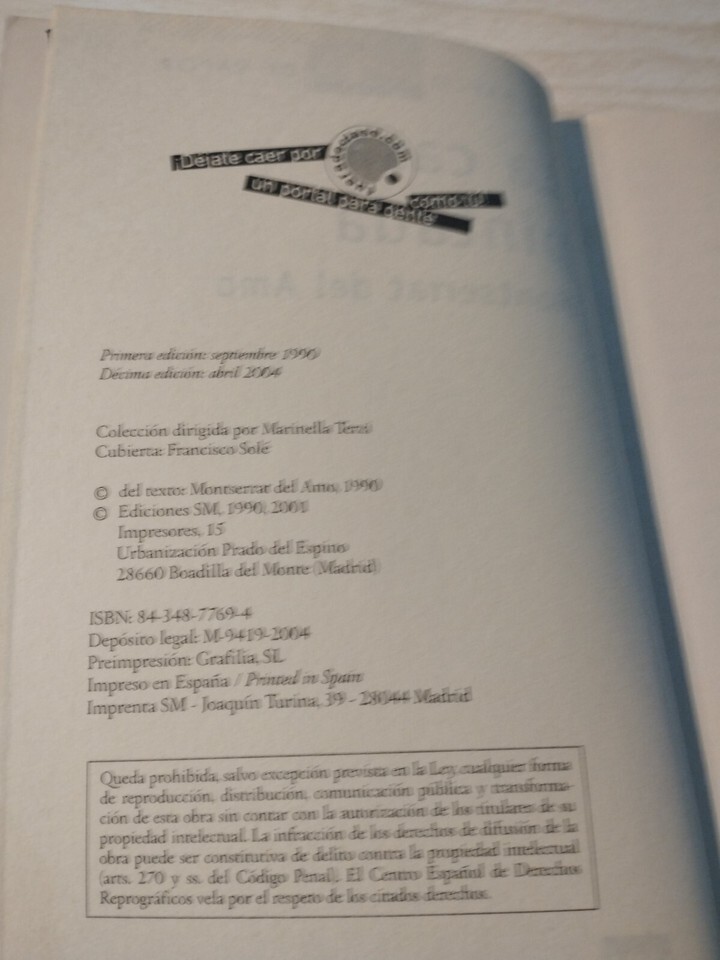 ¡Déjate caer por
un portal para gente
como tú
Primera edición: septiembre 1990
Décima edición: abril 2004
Colección dirigida por Marinella Terzi
Cubierta: Francisco Solé
© del texto: Montserrat del Amo, 1990
© Ediciones SM, 1990, 2001
Impresores, 15
Urbanización Prado del Espino
28660 Boadilla del Monte (Madrid)
ISBN: 84-348-7769-4
Depósito legal: M-9419-2004
Preimpresión: Grafilia, SL
Impreso en España / Printed in Spain
Imprenta SM - Joaquín Turina, 39 - 28044 Madrid
Queda prohibida, salvo excepción prevista en la Ley, cualquier forma
de reproducción, distribución, comunicación pública y transforma-
ción de esta obra sin contar con la autorización de los titulares de su
propiedad intelectual. La infracción de los derechos de difusión de la
obra puede ser constitutiva de delito contra la propiedad intelectual
(arts. 270 y ss. del Código Penal). El Centro Español de Derechos
Reprográficos vela por el respeto de los citados derechos.